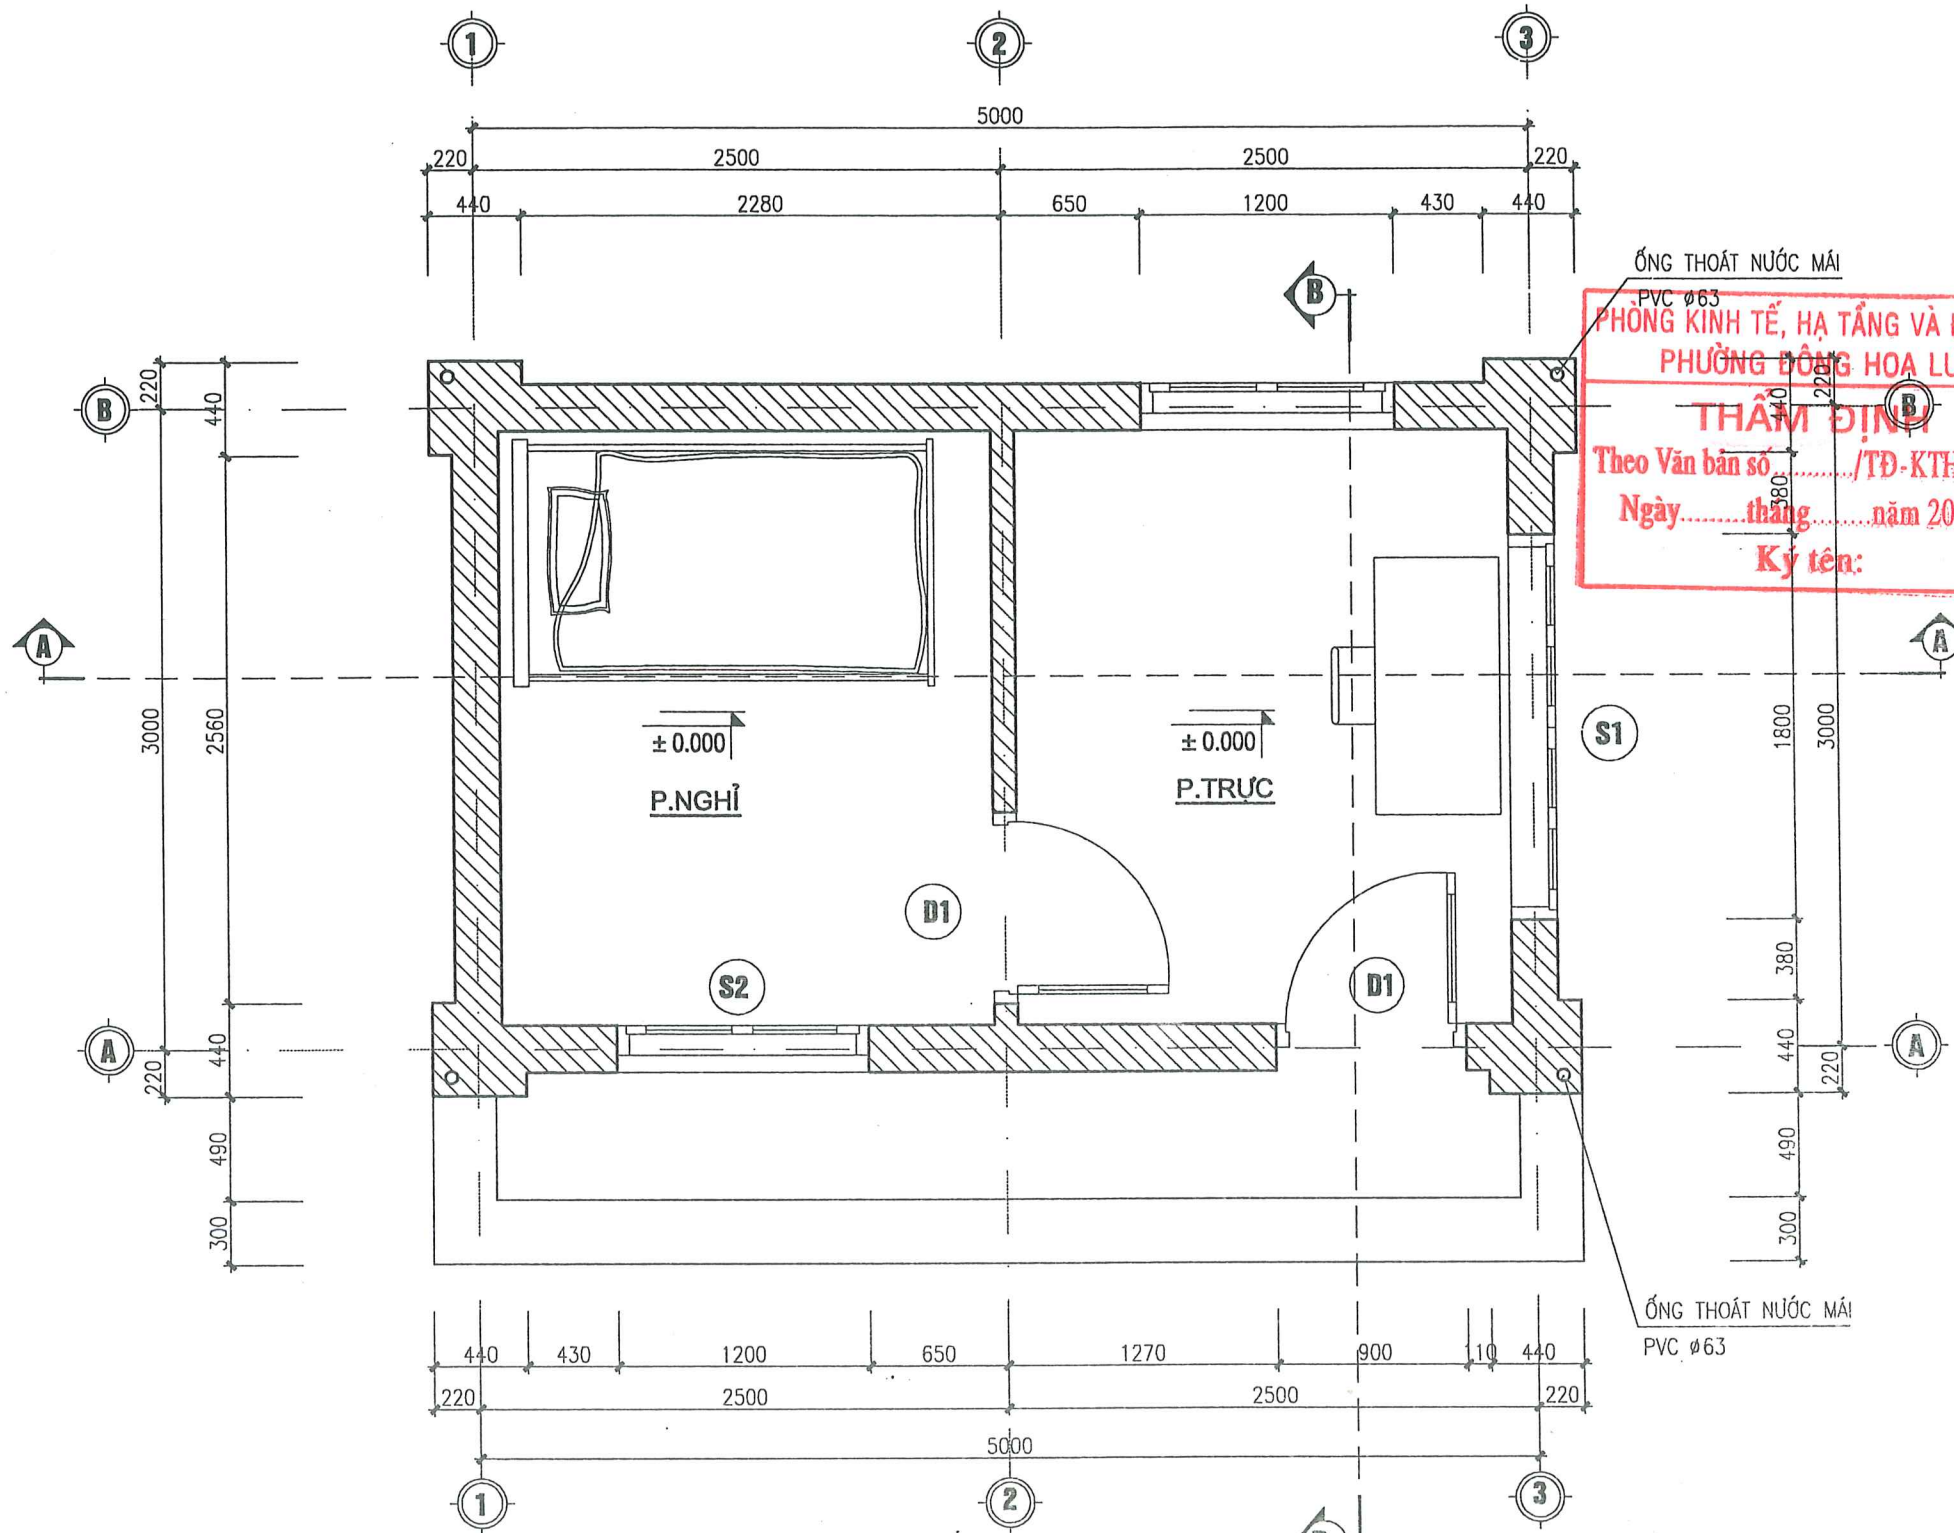 1
2
3
5000
220
2500
2500
220
440
2280
650
1200
430
440
ỐNG THOÁT NƯỚC MÁI
PVC ø63
B
PHÒNG KINH TẾ, HẠ TẦNG VÀ
PHƯỜNG ĐÔNG HOA LƯ
THẨM ĐỊNH
Theo Văn bản số.........../TĐ-KTH
Ngày.........tháng........năm 20
Ký tên:
B
220
440
B
220
440
380
A
A
3000
2560
1800
3000
± 0.000
P.NGHỈ
± 0.000
P.TRỰC
S1
D1
S2
D1
380
A
220
440
490
300
A
220
440
490
300
ỐNG THOÁT NƯỚC MÁI
PVC ø63
440
430
1200
650
1270
900
110
440
220
2500
2500
220
5000
1
2
3